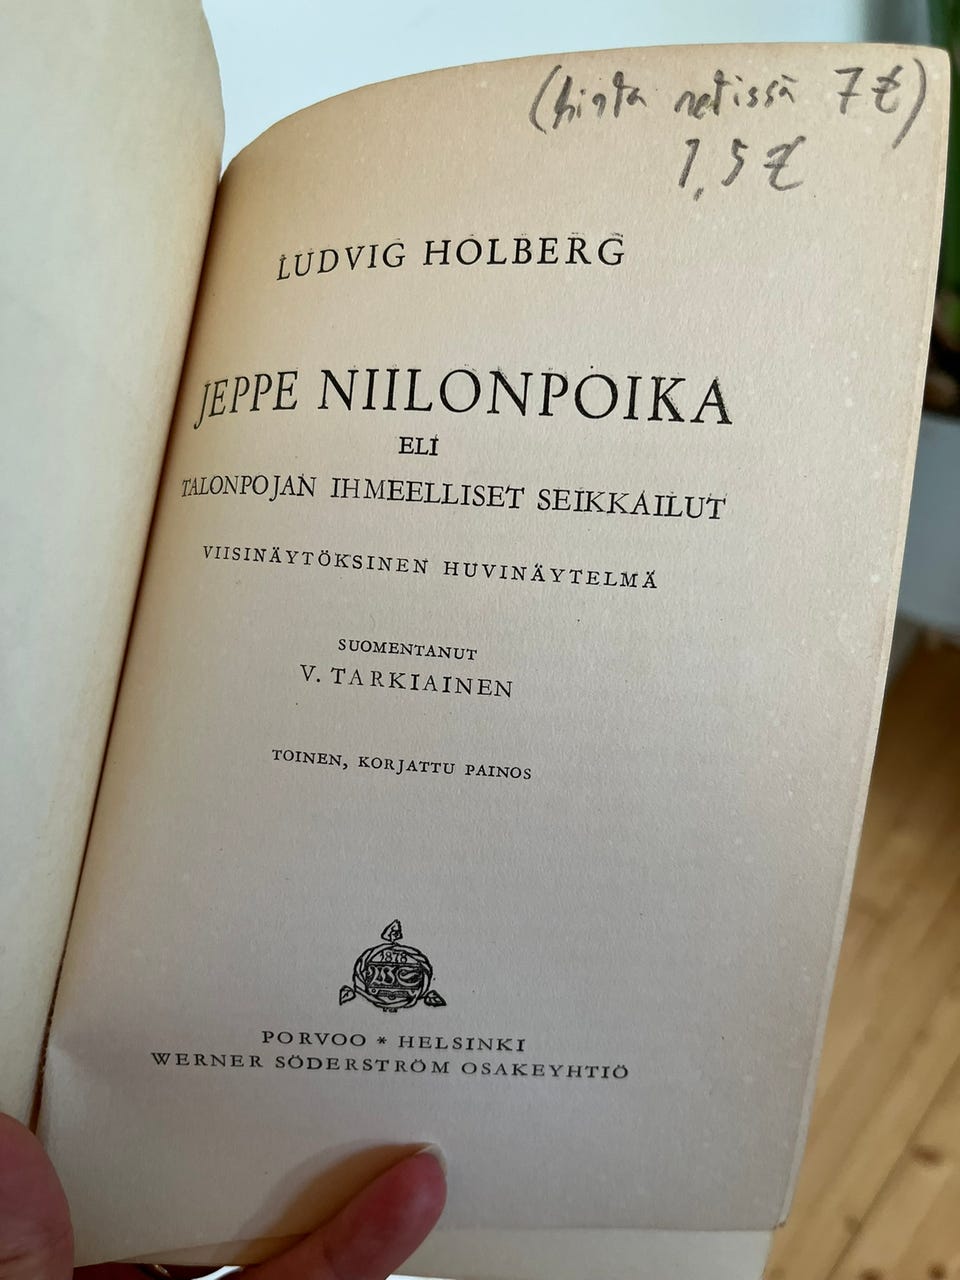 (hinta netissä 7€)
1,5€
LUDVIG HOLBERG
JEPPE NIILONPOIKA
ELI
TALONPOJAN IHMEELLISET SEIKKAILUT
VIISINÄYTÖKSINEN HUVINÄYTELMÄ
SUOMENTANUT
V. TARKIAINEN
TOINEN, KORJATTU PAINOS
1878
WS
PORVOO * HELSINKI
WERNER SÖDERSTRÖM OSAKEYHTIÖ